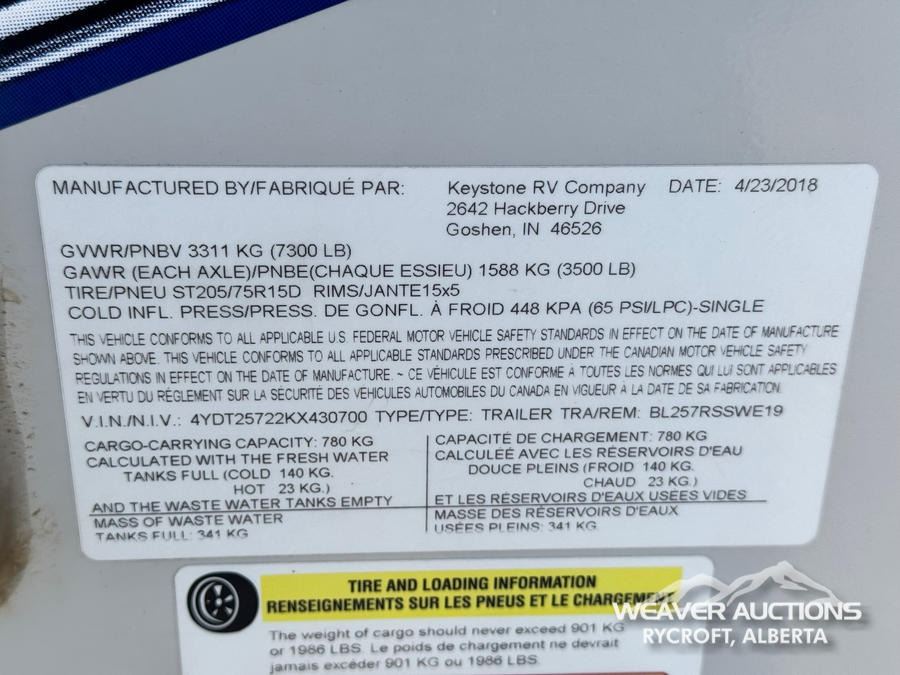 MANUFACTURED BY/FABRIQUÉ PAR: Keystone RV Company DATE: 4/23/2018
2642 Hackberry Drive
Goshen, IN 46526
GVWR/PNBV 3311 KG (7300 LB)
GAWR (EACH AXLE)/PNBE(CHAQUE ESSIEU) 1588 KG (3500 LB)
TIRE/PNEU ST205/75R15D RIMS/JANTE15x5
COLD INFL. PRESS/PRESS. DE GONFL. À FROID 448 KPA (65 PSI/LPC)-SINGLE
THIS VEHICLE CONFORMS TO ALL APPLICABLE U.S. FEDERAL MOTOR VEHICLE SAFETY STANDARDS IN EFFECT ON THE DATE OF MANUFACTURE
SHOWN ABOVE. THIS VEHICLE CONFORMS TO ALL APPLICABLE STANDARDS PRESCRIBED UNDER THE CANADIAN MOTOR VEHICLE SAFETY
REGULATIONS IN EFFECT ON THE DATE OF MANUFACTURE. ~ CE VÉHICULE EST CONFORME A TOUTES LES NORMES QUI LUI SONT APPLICABLES
EN VERTU DU RÉGLEMENT SUR LA SÉCURITÉ DES VÉHICULES AUTOMOBILES DU CANADA EN VIGUEUR À LA DATE DE SA FABRICATION.
V.I.N./N.I.V.: 4YDT25722KX430700 TYPE/TYPE: TRAILER TRA/REM: BL257RSSWE19
CARGO-CARRYING CAPACITY: 780 KG
CALCULATED WITH THE FRESH WATER
TANKS FULL (COLD 140 KG.
HOT 23 KG.)
AND THE WASTE WATER TANKS EMPTY
MASS OF WASTE WATER
TANKS FULL: 341 KG
CAPACITÉ DE CHARGEMENT: 780 KG
CALCULÉE AVEC LES RÉSERVOIRS D'EAU
DOUCE PLEINS (FROID 140 KG.
CHAUD 23 KG.)
ET LES RÉSERVOIRS D'EAUX USÉES VIDES
MASSE DES RÉSERVOIRS D'EAUX
USÉES PLEINS: 341 KG.
TIRE AND LOADING INFORMATION
RENSEIGNEMENTS SUR LES PNEUS ET LE CHARGEMENT
The weight of cargo should never exceed 901 KG
or 1986 LBS. Le poids de chargement ne devrait
jamais excéder 901 KG ou 1986 LBS.
WEAVER AUCTIONS
RYCROFT, ALBERTA